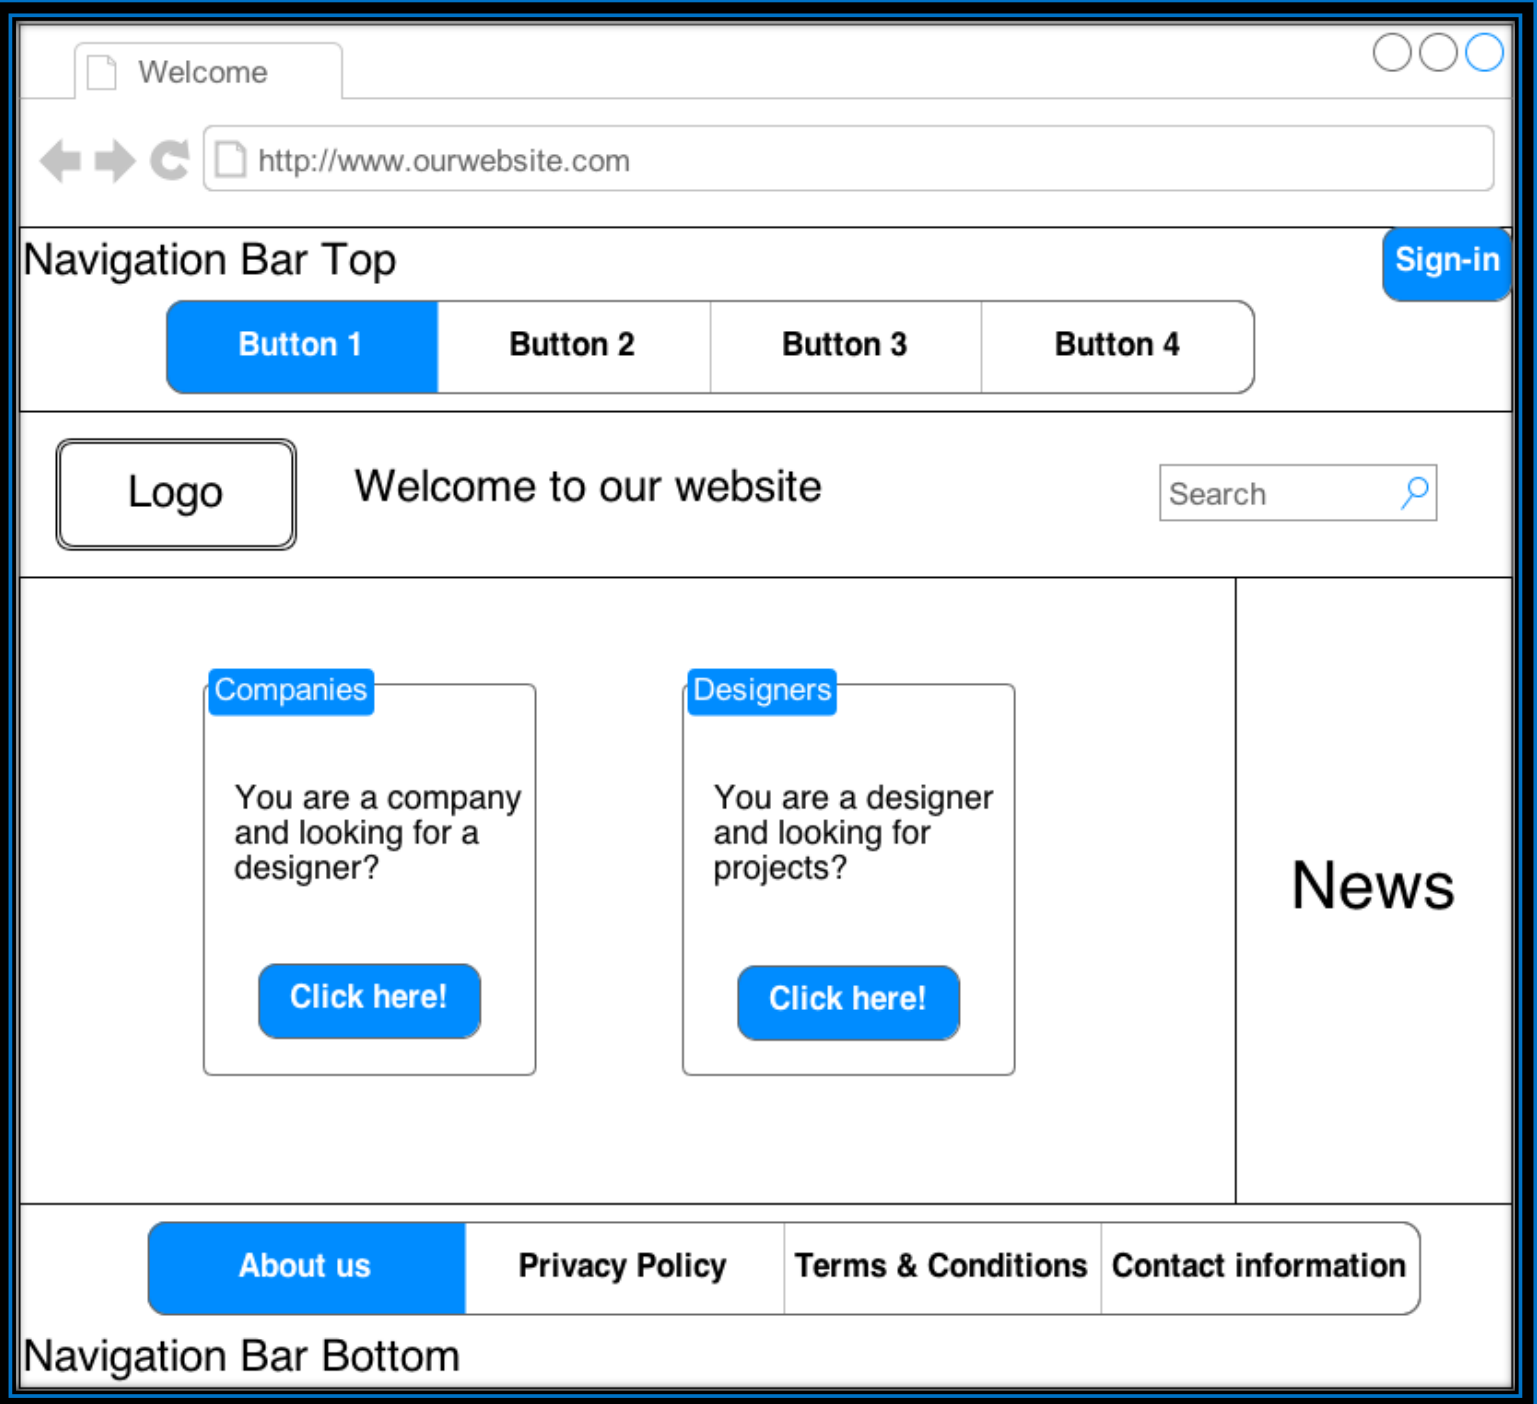 Welcome
http://www.ourwebsite.com
Navigation Bar Top
Sign-in
Button 1
Button 2
Button 3
Button 4
Logo
Welcome to our website
Search
Companies
You are a company
and looking for a
designer?
Click here!
Designers
You are a designer
and looking for
projects?
Click here!
News
About us
Privacy Policy
Terms & Conditions
Contact information
Navigation Bar Bottom